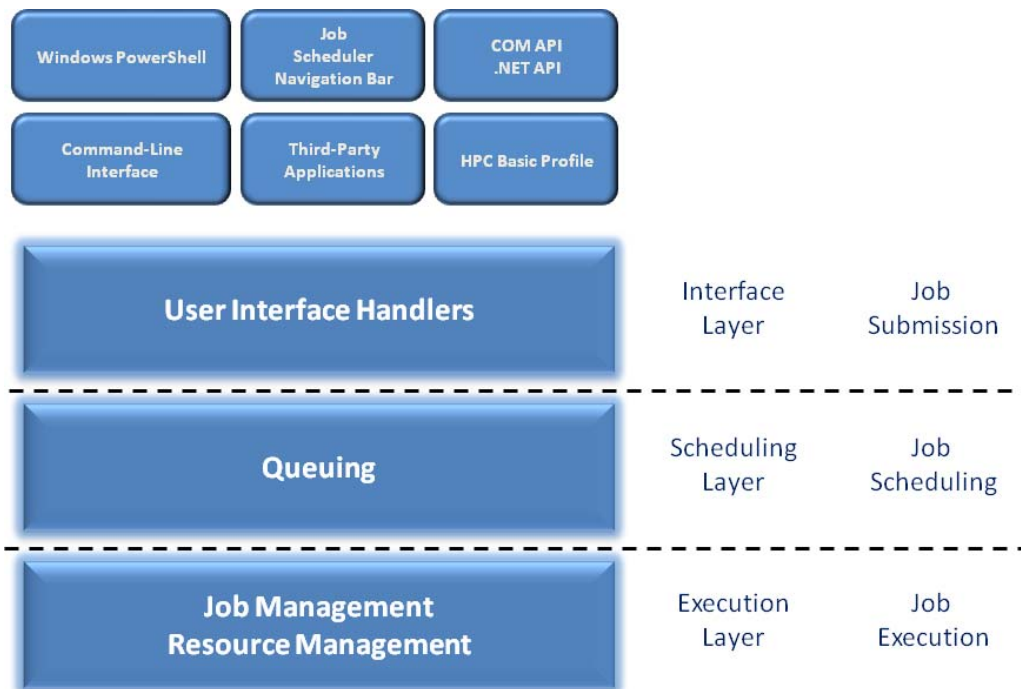 Windows PowerShell
Job
Scheduler
Navigation Bar
COM API
.NET API
Command-Line
Interface
Third-Party
Applications
HPC Basic Profile
User Interface Handlers
Interface
Layer
Job
Submission
Queuing
Scheduling
Layer
Job
Scheduling
Job Management
Resource Management
Execution
Layer
Job
Execution